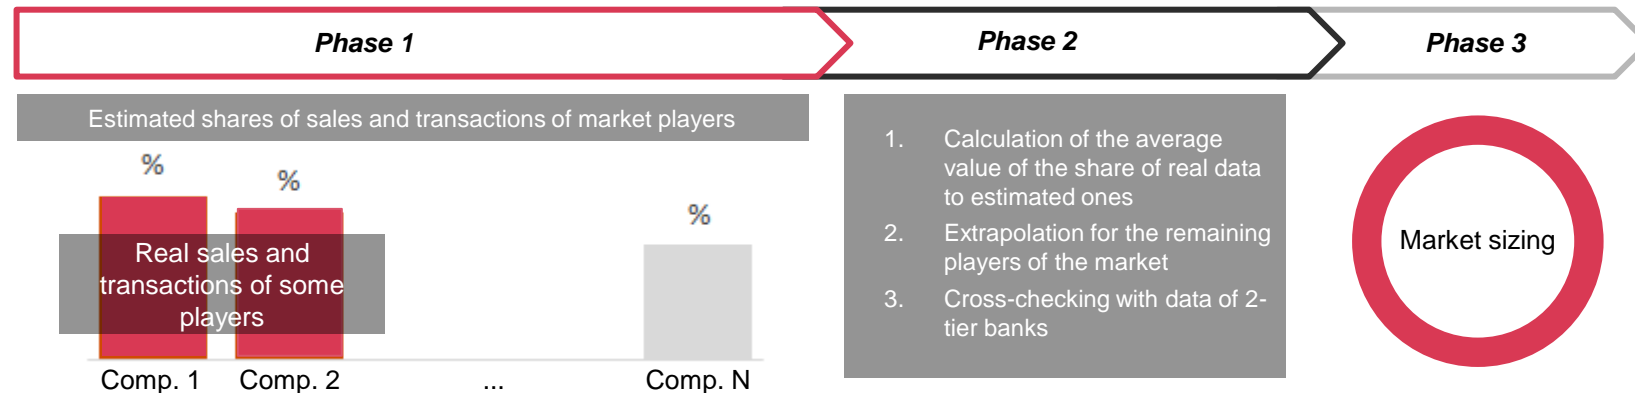 Phase 1
Phase 2
Phase 3
Estimated shares of sales and transactions of market players
%
%
%
Real sales and
transactions of some
players
Comp. 1
Comp. 2
...
Comp. N
1. Calculation of the average
value of the share of real data
to estimated ones
2. Extrapolation for the remaining
players of the market
3. Cross-checking with data of 2-
tier banks
Market sizing